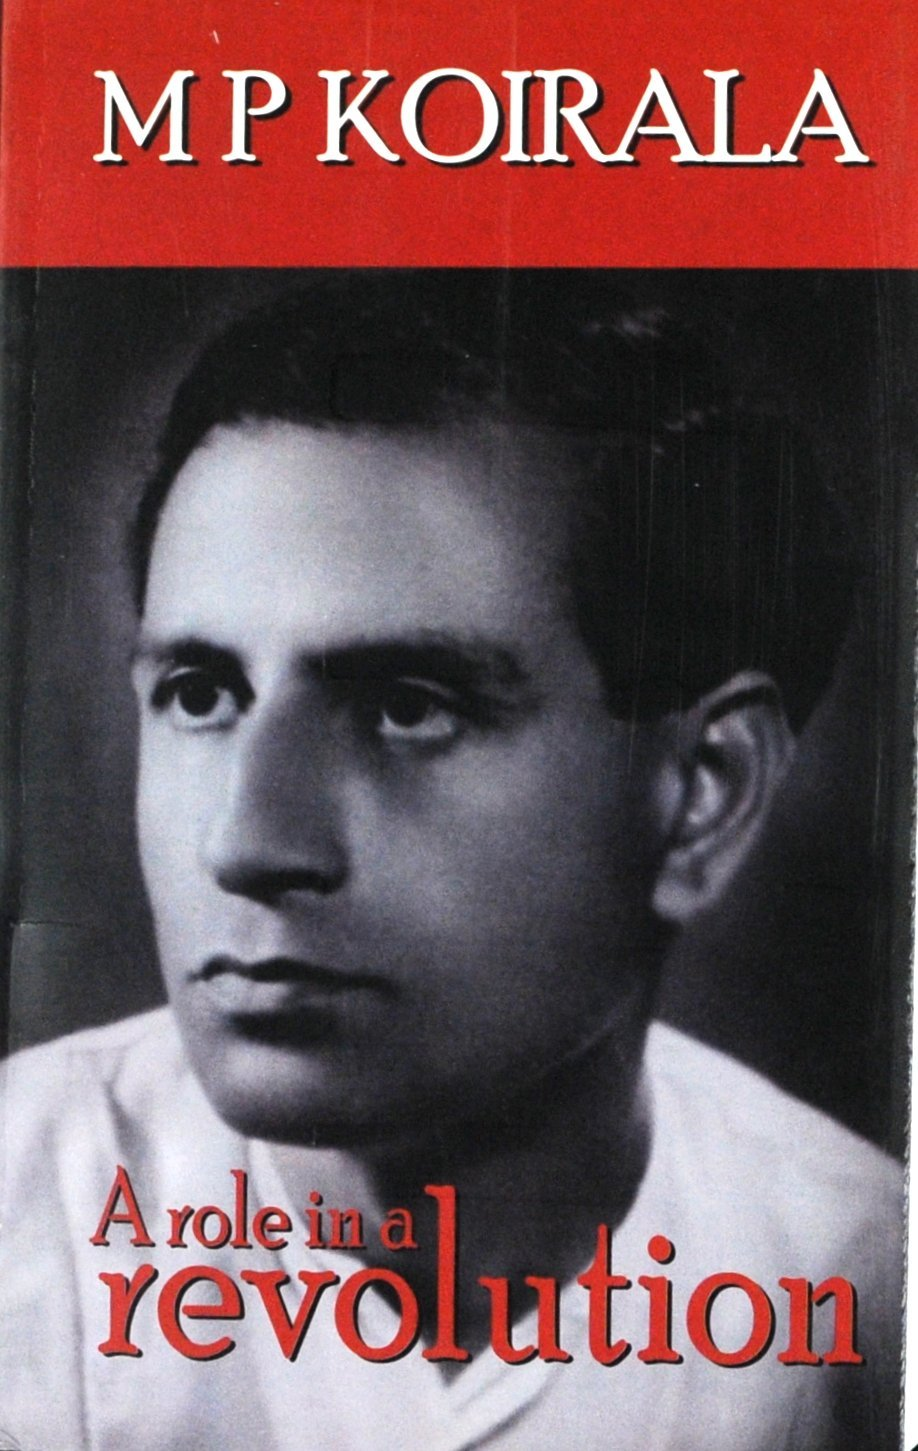 M P KOIRALA
A role in a
revolution